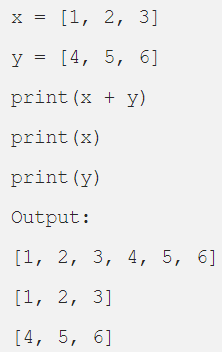 x = [1, 2, 3]
y = [4, 5, 6]
print(x + y)
print(x)
print(y)
Output:
[1, 2, 3, 4, 5, 6]
[1, 2, 3]
[4, 5, 6]